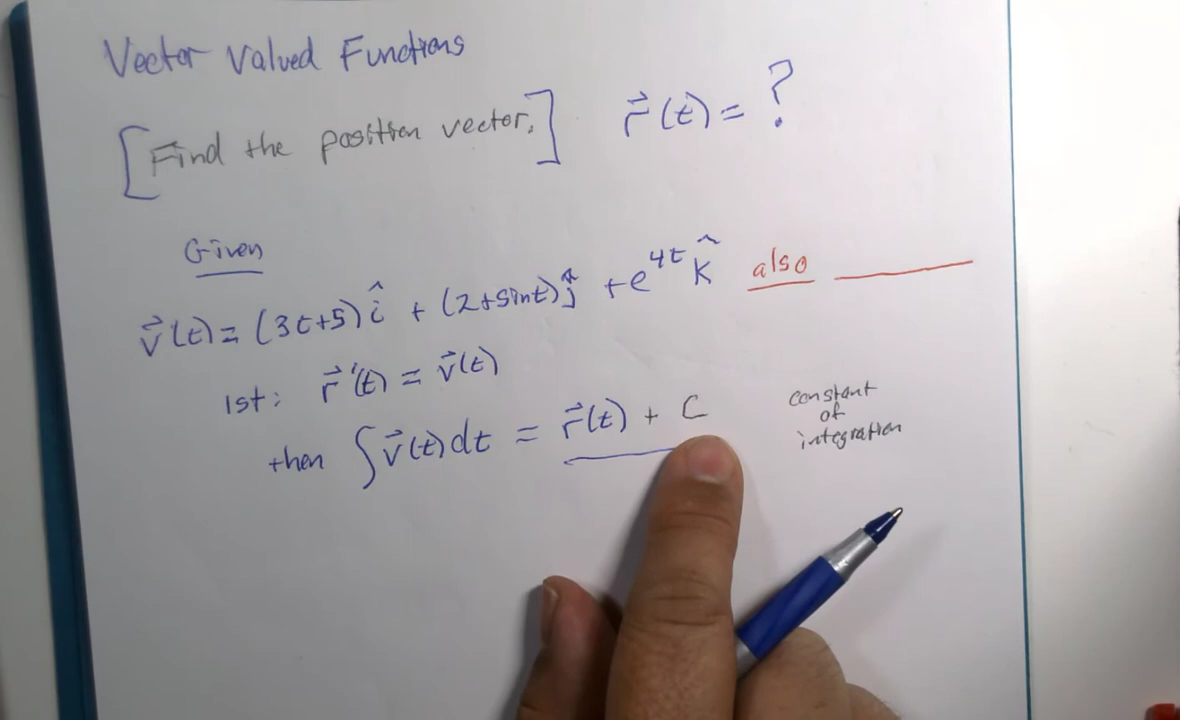 Vector Valued Functions
[Find the position vector.] r⃗(t) = ?
Given
v⃗(t) = (3t+5)î + (2+sint)ĵ + e^4t k̂ also ______
1st: r⃗'(t) = v⃗(t)
then ∫v⃗(t)dt = r⃗(t) + C
constant
of
integration